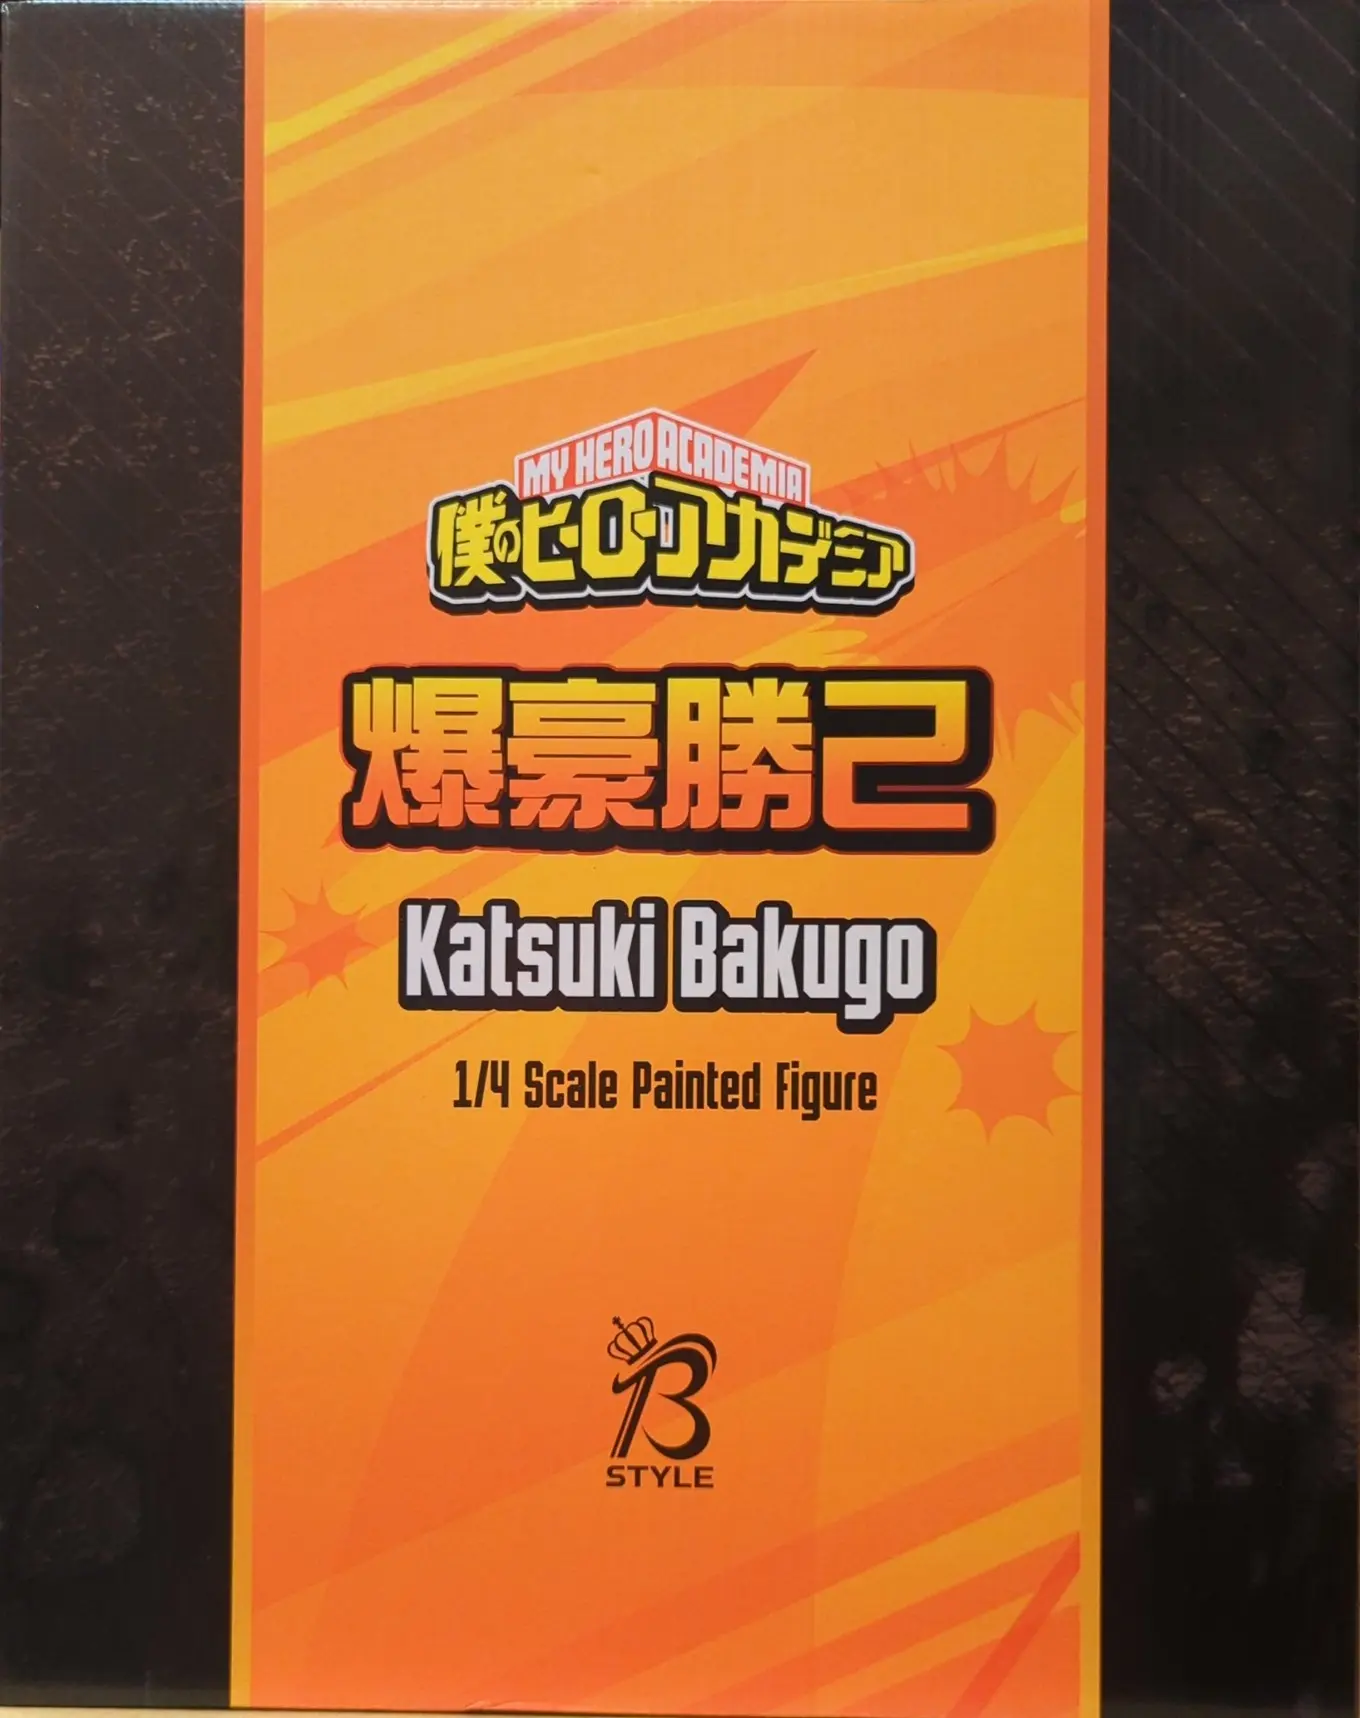 MY HERO ACADEMIA
僕のヒーローアカデミア
爆豪勝己
Katsuki Bakugo
1/4 Scale Painted Figure
B
STYLE